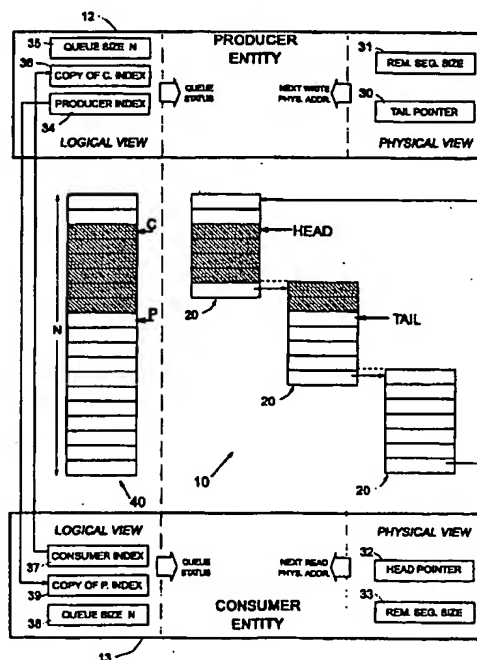 12
35
QUEUE SIZE N
36
COPY OF C. INDEX
PRODUCER INDEX
34
LOGICAL VIEW
PRODUCER ENTITY
QUEUE STATUS
NEXT WRITE PHYS. ADDR.
31
REM. SEG. SIZE
30
TAIL POINTER
PHYSICAL VIEW
C
P
N
40
HEAD
20
TAIL
20
20
10
LOGICAL VIEW
CONSUMER INDEX
37
COPY OF P. INDEX
39
QUEUE SIZE N
38
QUEUE STATUS
NEXT READ PHYS. ADDR.
CONSUMER ENTITY
PHYSICAL VIEW
32
HEAD POINTER
33
REM. SEG. SIZE
13